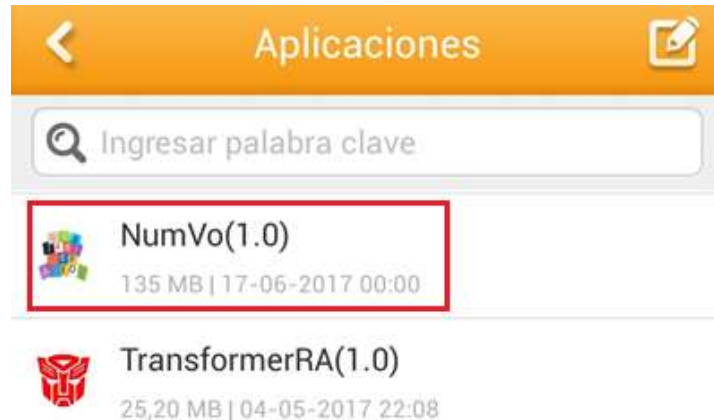 Aplicaciones
Ingresar palabra clave
NumVo(1.0)
135 MB | 17-06-2017 00:00
TransformerRA(1.0)
25,20 MB | 04-05-2017 22:08